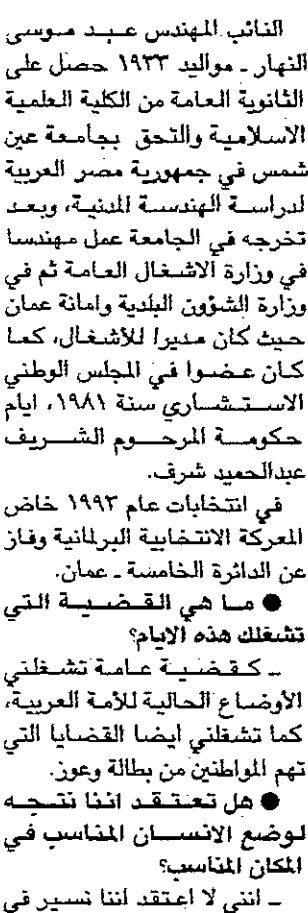 النائب المهندس عبد موسى
النهار ـ مواليد ١٩٣٣ حصل على
الثانوية العامة من الكلية العلمية
الاسلامية والتحق بجامعة عين
شمس في جمهورية مصر العربية
لدراسة الهندسة المدنية، وبعد
تخرجه في الجامعة عمل مهندسا
في وزارة الاشغال العامة ثم في
وزارة الشؤون البلدية وامانة عمان
حيث كان مديرا للأشغال، كما
كان عضوا في المجلس الوطني
الاستشاري سنة ١٩٨١، ايام
حكومة المرحوم الشريف
عبدالحميد شرف.
في انتخابات عام ١٩٩٣ خاض
المعركة الانتخابية البرلمانية وفاز
عن الدائرة الخامسة ـ عمان.
● ما هي القضية التي
تشغلك هذه الايام؟
ـ كقضية عامة تشغلني
الأوضاع الحالية للأمة العربية،
كما تشغلني ايضا القضايا التي
تهم المواطنين من بطالة وعوز.
● هل تعتقد اننا نتجه
لوضع الانسان المناسب في
المكان المناسب؟
ـ انني لا اعتقد اننا نسير في